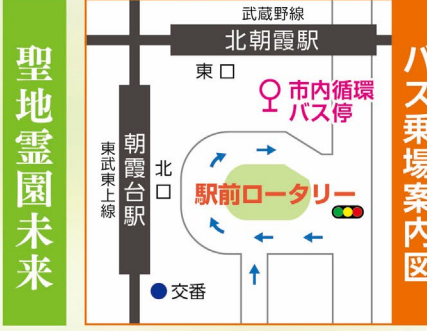 聖地霊園未来
武蔵野線
北朝霞駅
東口
市内循環
バス停
東武東上線
朝霞台駅
北口
駅前ロータリー
交番
バス乗場案内図